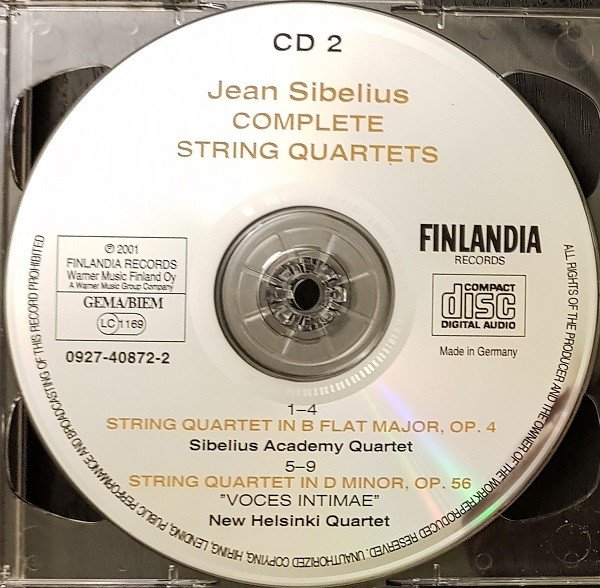 CD 2
Jean Sibelius
COMPLETE
STRING QUARTETS
℗ 2001
FINLANDIA RECORDS
Warner Music Finland Oy
A Warner Music Group Company
GEMA/BIEM
LC 1169
0927-40872-2
FINLANDIA
RECORDS
COMPACT
disc
DIGITAL AUDIO
Made in Germany
1–4
STRING QUARTET IN B FLAT MAJOR, OP. 4
Sibelius Academy Quartet
5–9
STRING QUARTET IN D MINOR, OP. 56
"VOCES INTIMAE"
New Helsinki Quartet
ALL RIGHTS OF THE PRODUCER AND THE OWNER OF THE WORK REPRODUCED RESERVED. UNAUTHORIZED COPYING, HIRING, LENDING, PUBLIC PERFORMANCE AND BROADCASTING OF THIS RECORD PROHIBITED